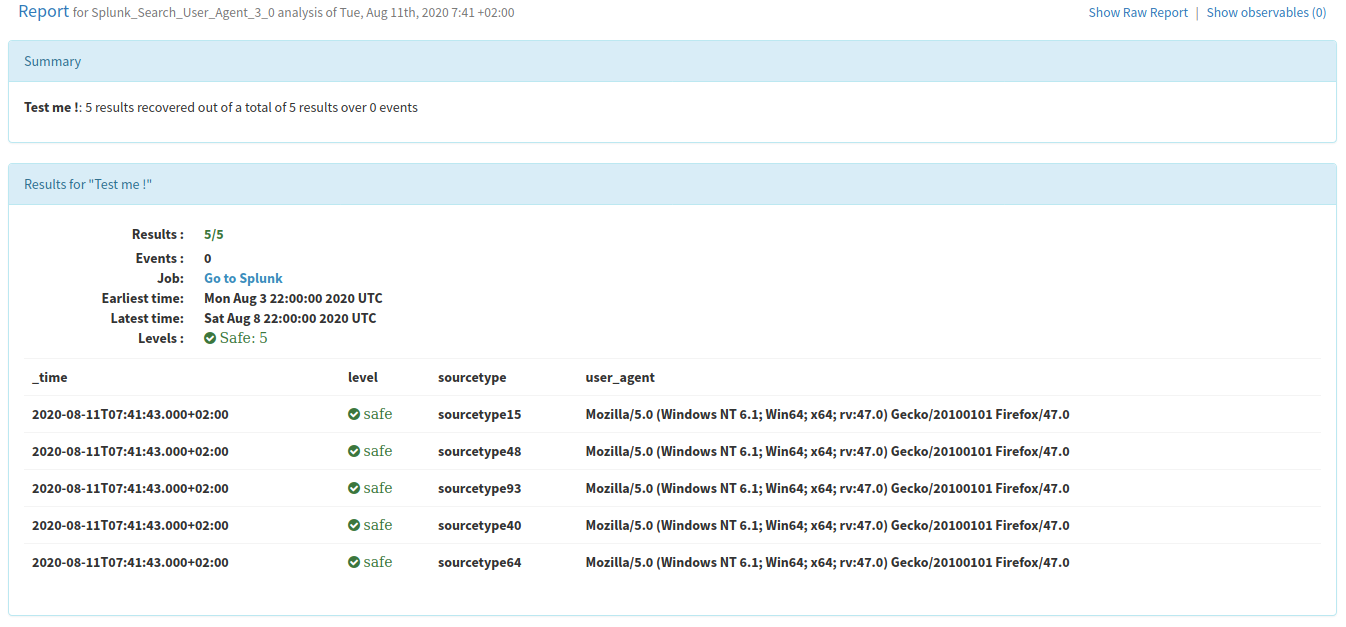 Report for Splunk_Search_User_Agent_3_0 analysis of Tue, Aug 11th, 2020 7:41 +02:00 Show Raw Report | Show observables (0)
Summary
Test me !: 5 results recovered out of a total of 5 results over 0 events
Results for "Test me !"
Results : 5/5
Events : 0
Job: Go to Splunk
Earliest time: Mon Aug 3 22:00:00 2020 UTC
Latest time: Sat Aug 8 22:00:00 2020 UTC
Levels : Safe: 5
_time level sourcetype user_agent
2020-08-11T07:41:43.000+02:00 safe sourcetype15 Mozilla/5.0 (Windows NT 6.1; Win64; x64; rv:47.0) Gecko/20100101 Firefox/47.0
2020-08-11T07:41:43.000+02:00 safe sourcetype48 Mozilla/5.0 (Windows NT 6.1; Win64; x64; rv:47.0) Gecko/20100101 Firefox/47.0
2020-08-11T07:41:43.000+02:00 safe sourcetype93 Mozilla/5.0 (Windows NT 6.1; Win64; x64; rv:47.0) Gecko/20100101 Firefox/47.0
2020-08-11T07:41:43.000+02:00 safe sourcetype40 Mozilla/5.0 (Windows NT 6.1; Win64; x64; rv:47.0) Gecko/20100101 Firefox/47.0
2020-08-11T07:41:43.000+02:00 safe sourcetype64 Mozilla/5.0 (Windows NT 6.1; Win64; x64; rv:47.0) Gecko/20100101 Firefox/47.0